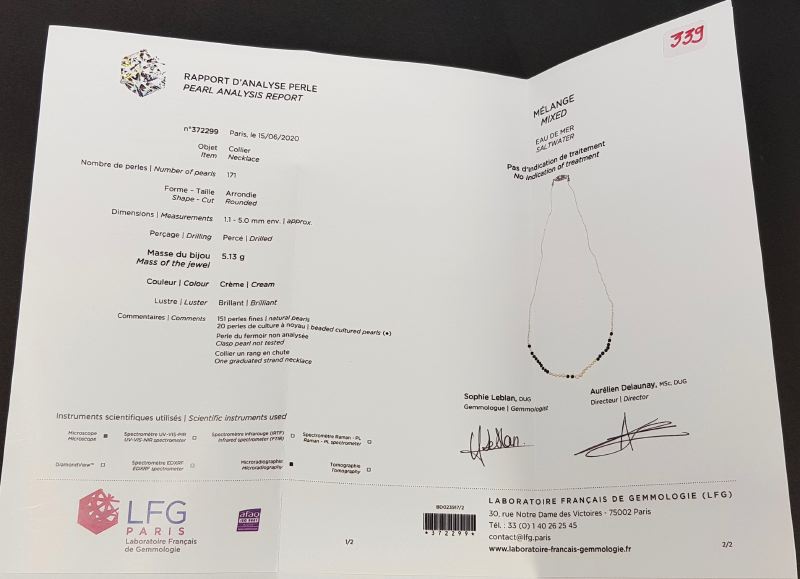 339
RAPPORT D'ANALYSE PERLE
PEARL ANALYSIS REPORT
n°372299 Paris, le 15/06/2020
Objet Collier
Item Necklace
Nombre de perles | Number of pearls 171
Forme - Taille Arrondie
Shape - Cut Rounded
Dimensions | Measurements 1.1 - 5.0 mm env. | approx.
Perçage | Drilling Percé | Drilled
Masse du bijou 5.13 g
Mass of the jewel
Couleur | Colour Crème | Cream
Lustre | Luster Brillant | Brilliant
Commentaires | Comments 151 perles fines | natural pearls
20 perles de culture à noyau | beaded cultured pearls (•)
Perle du fermoir non analysée
Clasp pearl not tested
Collier un rang en chute
One graduated strand necklace
Instruments scientifiques utilisés | Scientific instruments used
Microscope
Microscope
Spectromètre UV-VIS-PIR
UV-VIS-NIR spectrometer
Spectromètre infrarouge (IRTF)
Infrared spectrometer (FTIR)
Spectromètre Raman - PL
Raman - PL spectrometer
DiamondView™
Spectromètre EDXRF
EDXRF spectrometer
Microradiographie
Microradiography
Tomographie
Tomography
LFG
PARIS
Laboratoire Français
de Gemmologie
afaq
ISO 9001
1/2
MÉLANGE
MIXED
EAU DE MER
SALTWATER
Pas d'indication de traitement
No indication of treatment
Sophie Leblan, DUG
Gemmologue | Gemmologist
Aurélien Delaunay, MSc, DUG
Directeur | Director
BD023517/2
*372299*
LABORATOIRE FRANÇAIS DE GEMMOLOGIE (LFG)
30, rue Notre Dame des Victoires - 75002 Paris
Tél. : 33 (0) 1 40 26 25 45
contact@lfg.paris
www.laboratoire-francais-gemmologie.fr
2/2